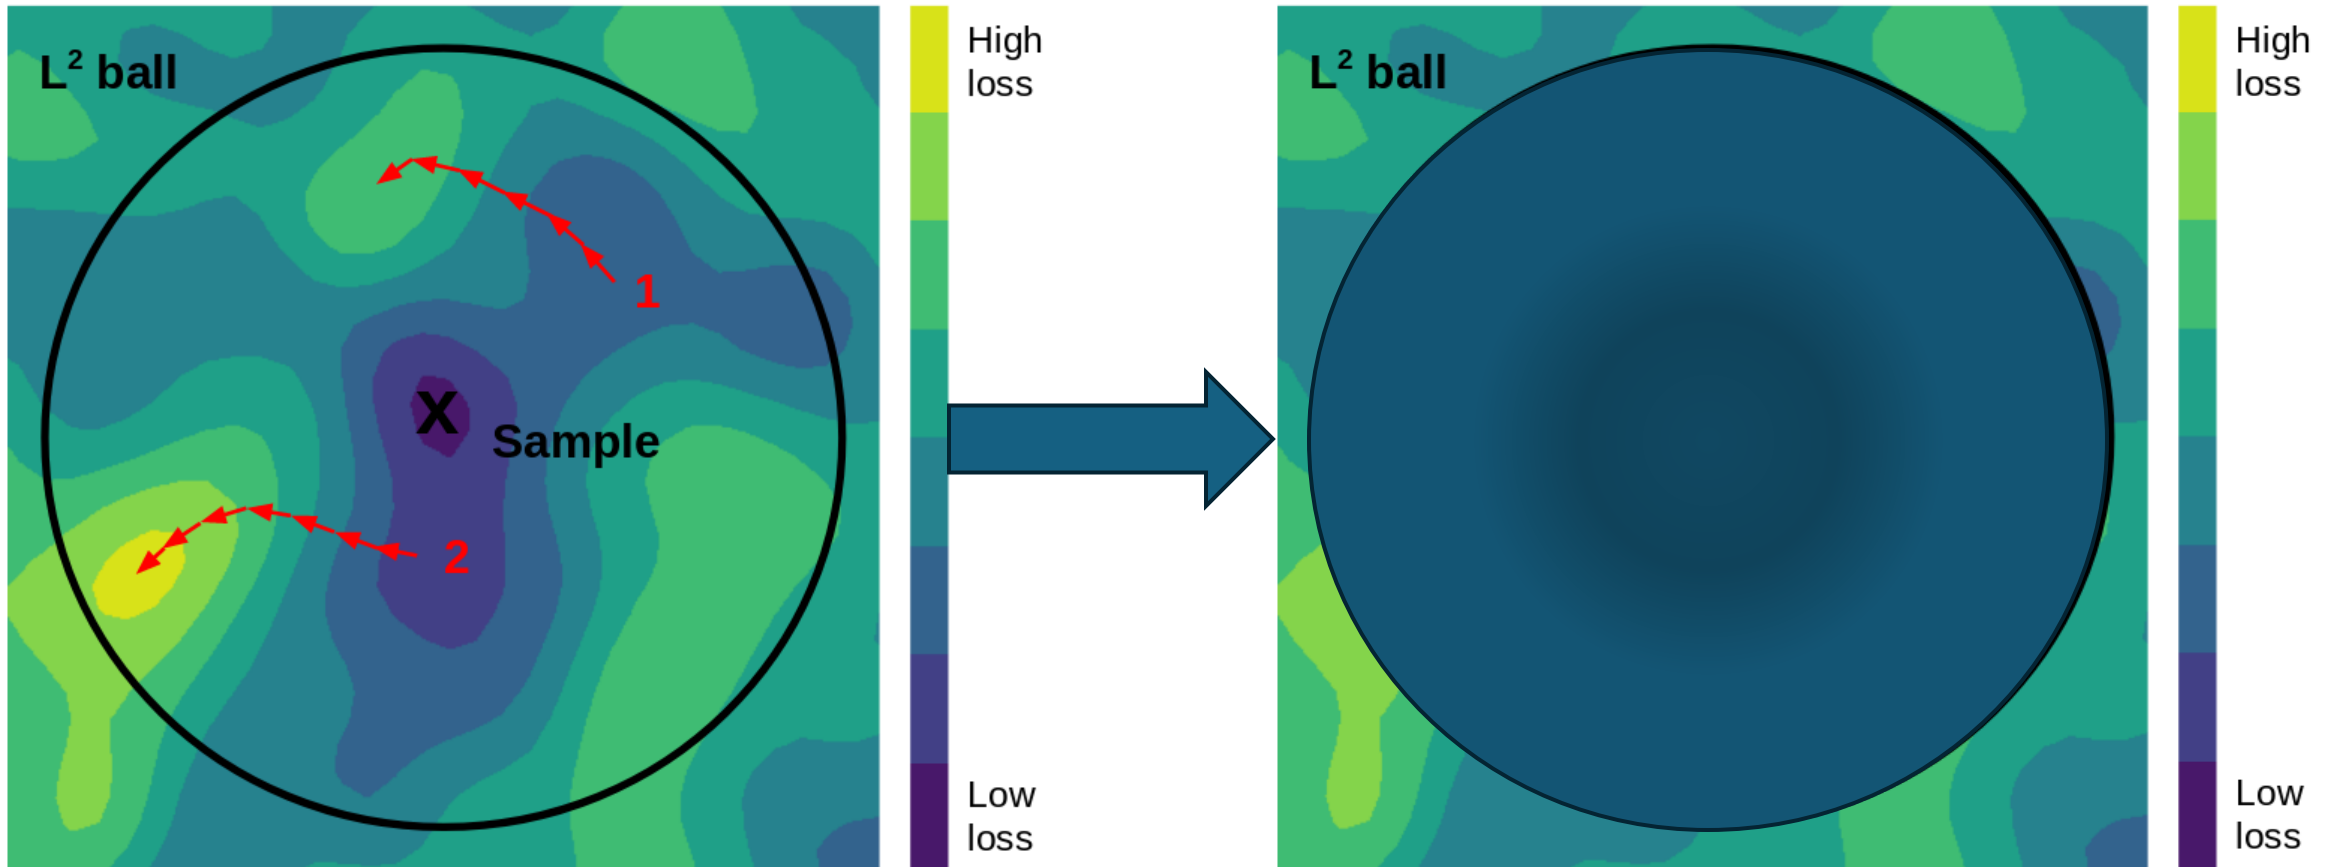 L² ball
High
loss
1
X
Sample
2
Low
loss
L² ball
High
loss
Low
loss